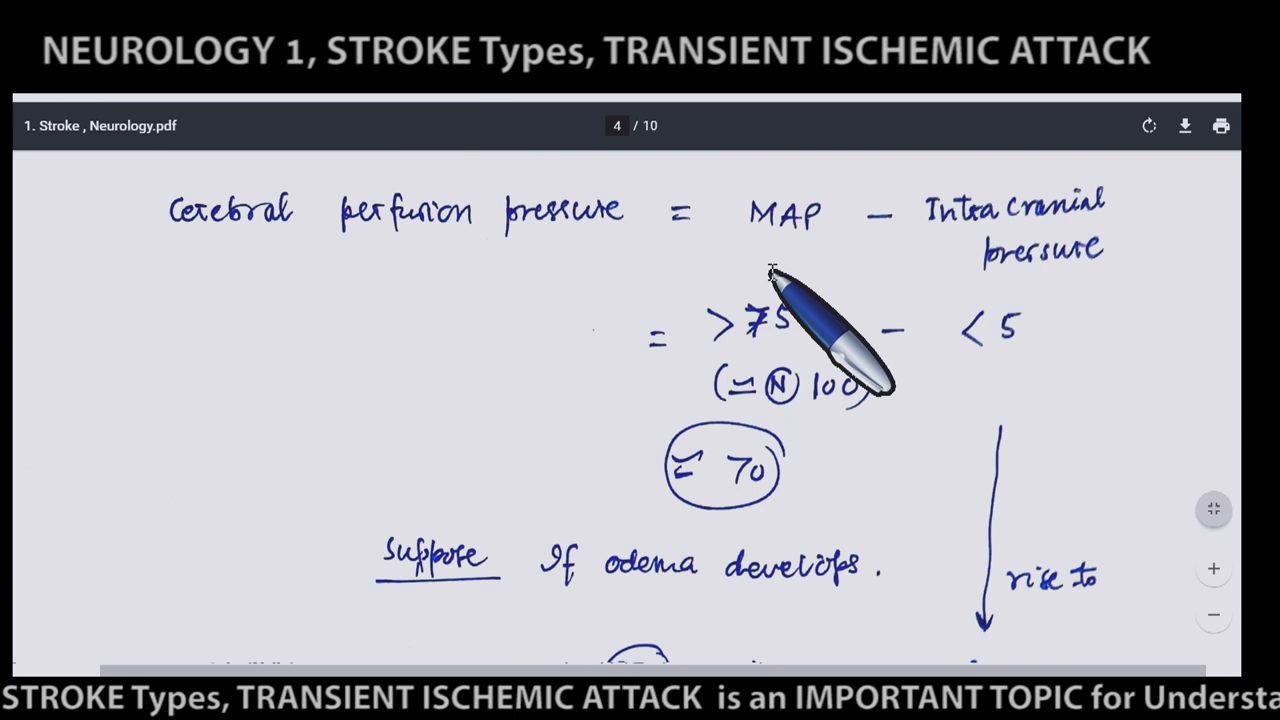 NEUROLOGY 1, STROKE Types, TRANSIENT ISCHEMIC ATTACK
1. Stroke , Neurology.pdf
4 / 10
Cerebral perfusion pressure = MAP - Intracranial
pressure
= >75 - < 5
(≃ N 100)
≃ 70
Suppose If odema develops.
rise to
STROKE Types, TRANSIENT ISCHEMIC ATTACK is an IMPORTANT TOPIC for Understa